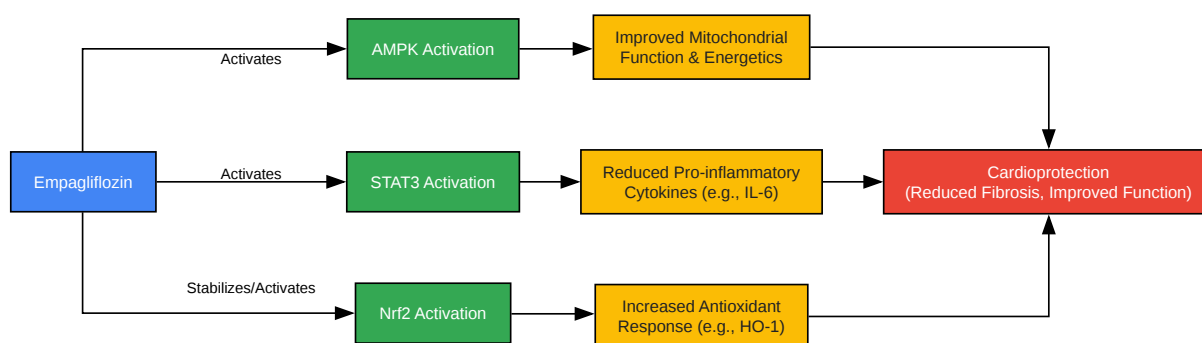 AMPK Activation
Improved Mitochondrial
Function & Energetics
Activates
Empagliflozin
Activates
STAT3 Activation
Reduced Pro-inflammatory
Cytokines (e.g., IL-6)
Cardioprotection
(Reduced Fibrosis, Improved Function)
Stabilizes/Activates
Nrf2 Activation
Increased Antioxidant
Response (e.g., HO-1)